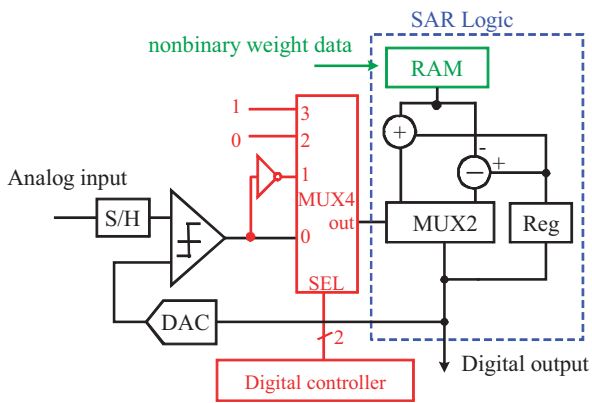 SAR Logic
nonbinary weight data
RAM
1
3
0
2
+
-
+
−
1
Analog input
MUX4
S/H
out
0
MUX2
Reg
SEL
DAC
2
Digital output
Digital controller